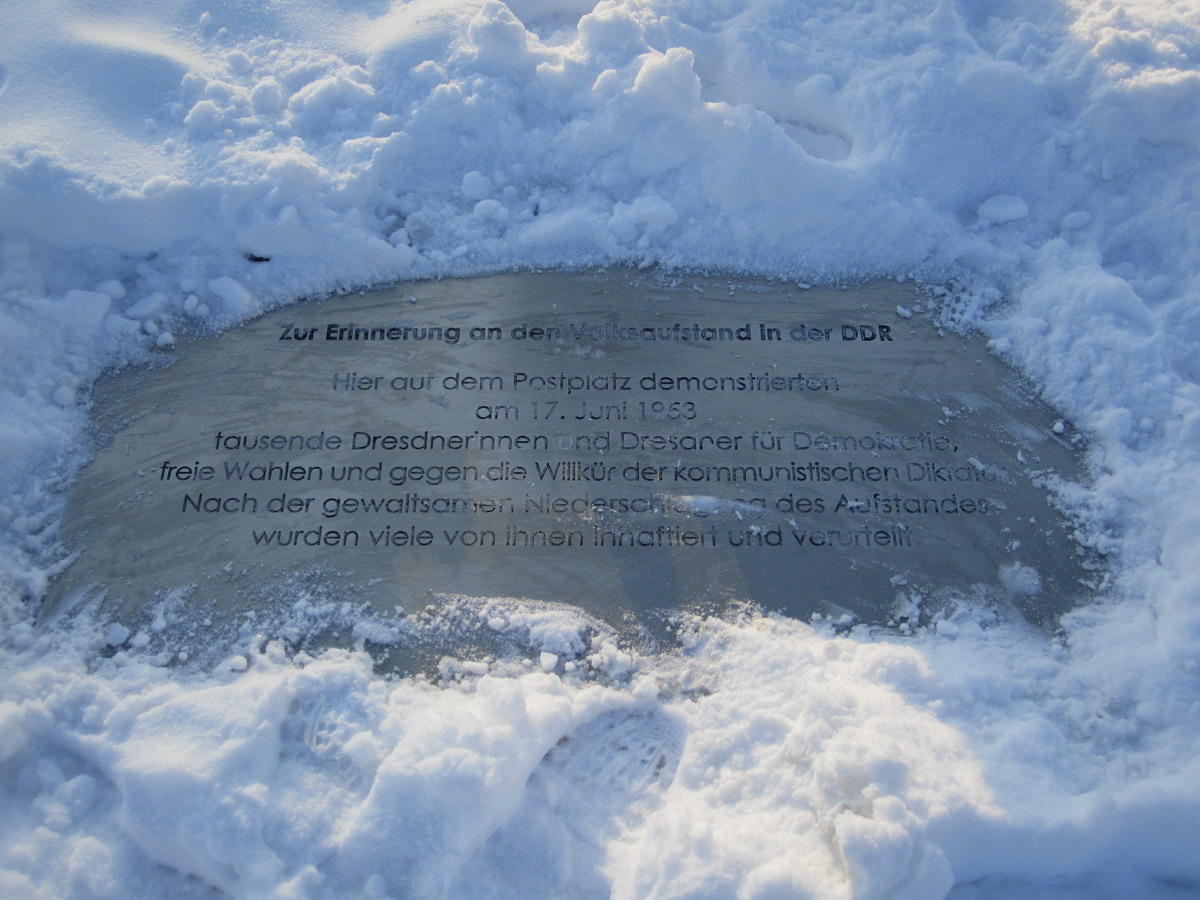 Zur Erinnerung an den Volksaufstand in der DDR
Hier auf dem Postplatz demonstrierten
am 17. Juni 1953
tausende Dresdner'innen und Dresdner für Demokratie,
freie Wahlen und gegen die Willkür der kommunistischen Diktatur.
Nach der gewaltsamen Niederschlagung des Aufstandes
wurden viele von ihnen inhaftiert und verurteilt.